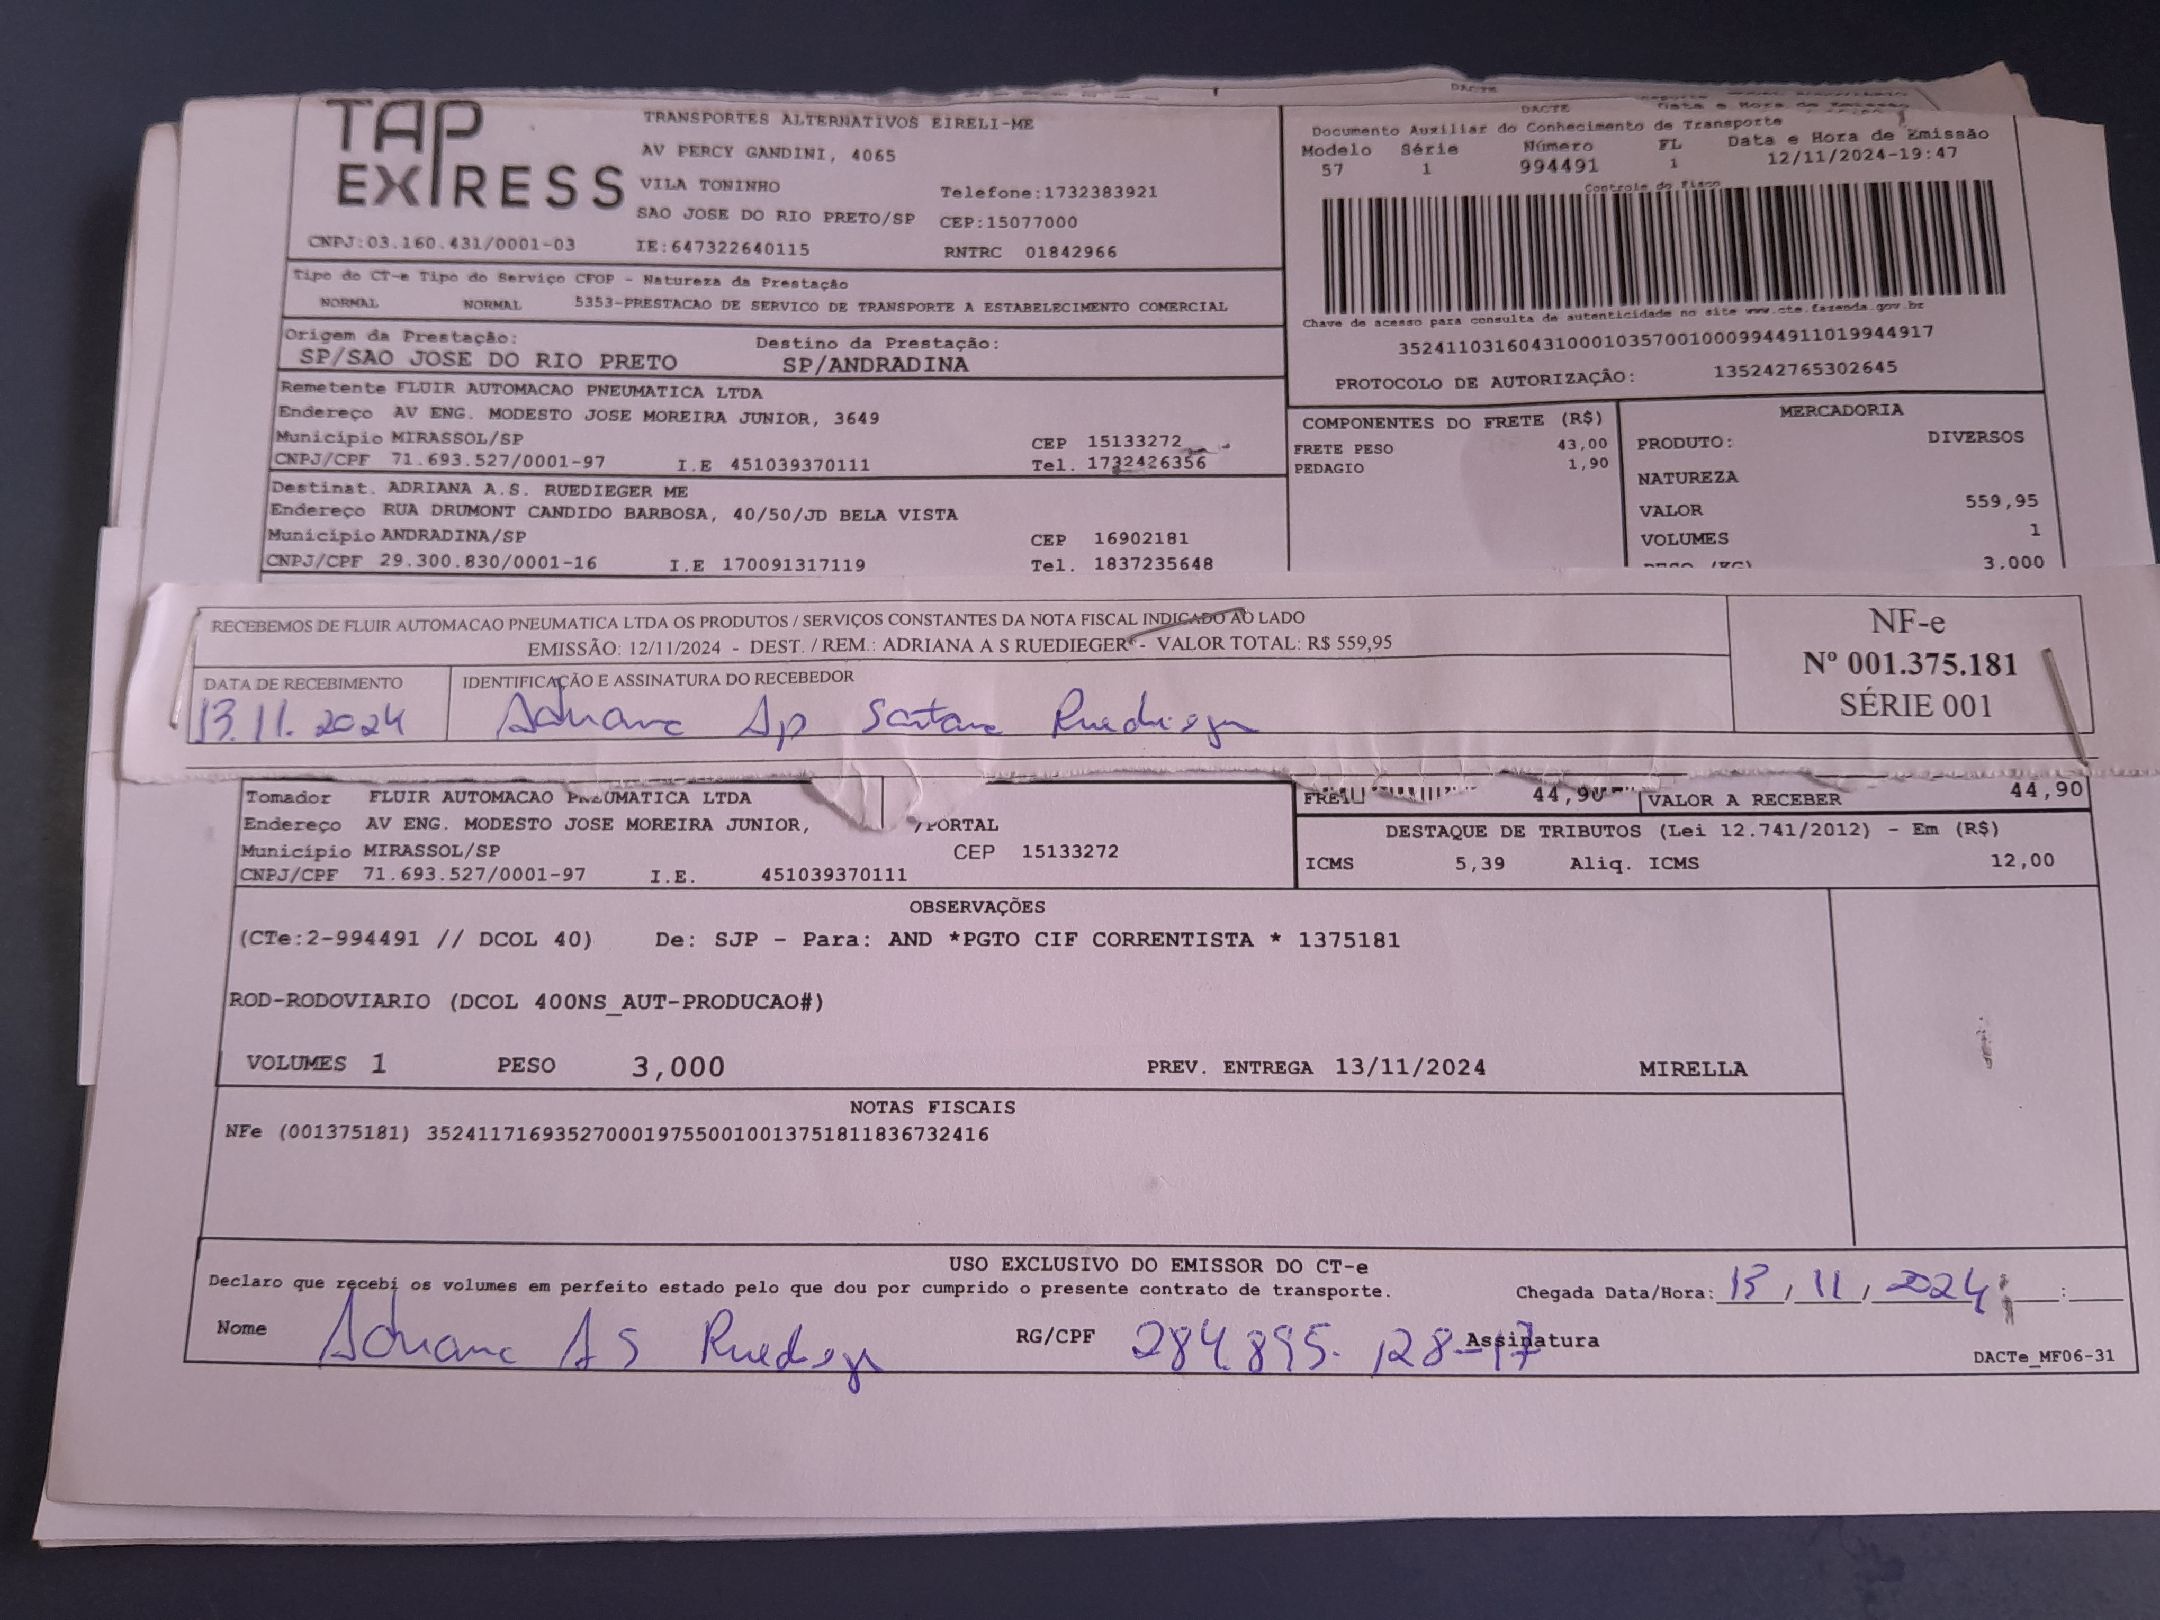 TAP EXPRESS
TRANSPORTES ALTERNATIVOS EIRELI-ME
AV PERCY GANDINI, 4065
VILA TONINHO
Telefone:1732383921
SAO JOSE DO RIO PRETO/SP CEP:15077000
CNPJ:03.160.431/0001-03 IE:647322640115 RNTRC 01842966
DACTE
DACTE
Documento Auxiliar do Conhecimento de Transporte
Modelo Série Número FL Data e Hora de Emissão
57 1 994491 1 12/11/2024-19:47
Controle do Fisco
Chave de acesso para consulta de autenticidade no site www.cte.fazenda.gov.br
35241103160431000103570010009944911019944917
PROTOCOLO DE AUTORIZAÇÃO: 135242765302645
Tipo do CT-e Tipo do Serviço CFOP - Natureza da Prestação
NORMAL NORMAL 5353-PRESTACAO DE SERVICO DE TRANSPORTE A ESTABELECIMENTO COMERCIAL
Origem da Prestação: Destino da Prestação:
SP/SAO JOSE DO RIO PRETO SP/ANDRADINA
Remetente FLUIR AUTOMACAO PNEUMATICA LTDA
Endereço AV ENG. MODESTO JOSE MOREIRA JUNIOR, 3649
Município MIRASSOL/SP CEP 15133272
CNPJ/CPF 71.693.527/0001-97 I.E 451039370111 Tel. 1732426356
Destinat. ADRIANA A.S. RUEDIEGER ME
Endereço RUA DRUMONT CANDIDO BARBOSA, 40/50/JD BELA VISTA
Município ANDRADINA/SP CEP 16902181
CNPJ/CPF 29.300.830/0001-16 I.E 170091317119 Tel. 1837235648
COMPONENTES DO FRETE (R$)
FRETE PESO 43,00
PEDAGIO 1,90
MERCADORIA
PRODUTO: DIVERSOS
NATUREZA
VALOR 559,95
VOLUMES 1
PESO (KG) 3,000
RECEBEMOS DE FLUIR AUTOMACAO PNEUMATICA LTDA OS PRODUTOS / SERVIÇOS CONSTANTES DA NOTA FISCAL INDICADO AO LADO
EMISSÃO: 12/11/2024 - DEST. / REM.: ADRIANA A S RUEDIEGER - VALOR TOTAL: R$ 559,95
DATA DE RECEBIMENTO IDENTIFICAÇÃO E ASSINATURA DO RECEBEDOR
13.11.2024 Adriana Ap Santana Ruedieger
NF-e
Nº 001.375.181
SÉRIE 001
Tomador FLUIR AUTOMACAO PNEUMATICA LTDA
Endereço AV ENG. MODESTO JOSE MOREIRA JUNIOR, /PORTAL
Município MIRASSOL/SP CEP 15133272
CNPJ/CPF 71.693.527/0001-97 I.E. 451039370111
44,90 VALOR A RECEBER 44,90
DESTAQUE DE TRIBUTOS (Lei 12.741/2012) - Em (R$)
ICMS 5,39 Aliq. ICMS 12,00
OBSERVAÇÕES
(CTe:2-994491 // DCOL 40) De: SJP - Para: AND *PGTO CIF CORRENTISTA * 1375181
ROD-RODOVIARIO (DCOL 400NS_AUT-PRODUCAO#)
VOLUMES 1 PESO 3,000 PREV. ENTREGA 13/11/2024 MIRELLA
NOTAS FISCAIS
NFe (001375181) 35241171693527000197550010013751811836732416
USO EXCLUSIVO DO EMISSOR DO CT-e
Declaro que recebi os volumes em perfeito estado pelo que dou por cumprido o presente contrato de transporte. Chegada Data/Hora: 13/11/2024 :
Nome Adriana A S Ruedieger RG/CPF 284.895.128-17 Assinatura
DACTe_MF06-31